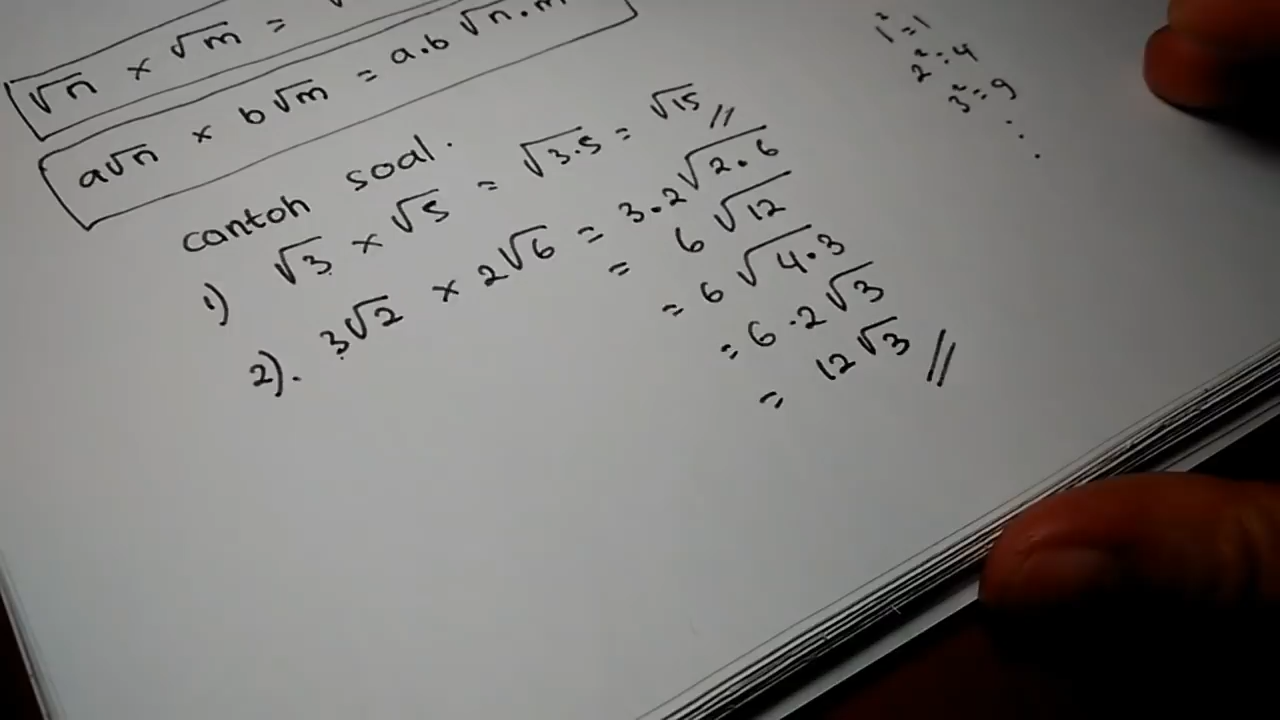 √n × √m =
a√n × b√m = a.b √n.m
contoh soal.
1) √3 × √5 = √3.5 = √15 //
2). 3√2 × 2√6 = 3.2 √2.6
= 6 √12
= 6 √4.3
= 6.2 √3
= 12 √3 //
1² = 1
2² = 4
3² = 9
...